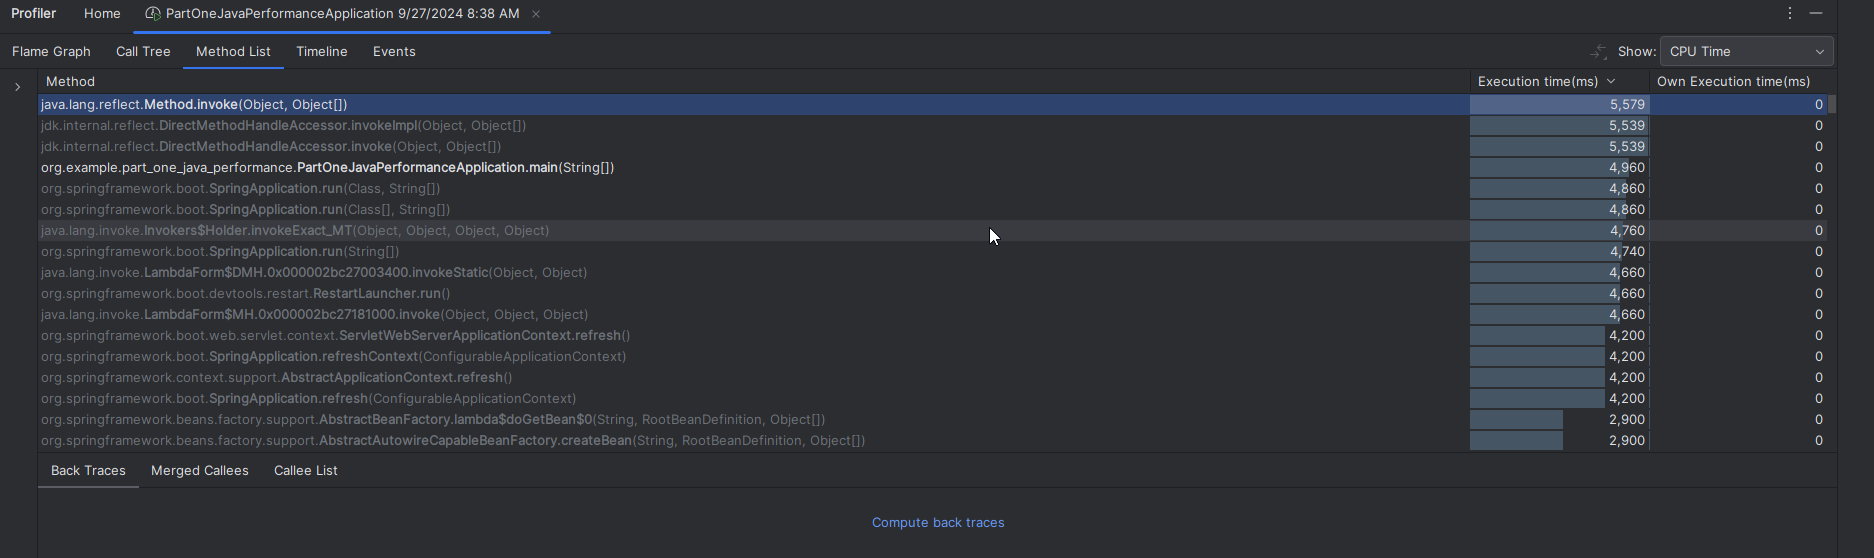 Profiler Home PartOneJavaPerformanceApplication 9/27/2024 8:38 AM
Flame Graph Call Tree Method List Timeline Events Show: CPU Time
Method Execution time(ms) Own Execution time(ms)
java.lang.reflect.Method.invoke(Object, Object[]) 5,579 0
jdk.internal.reflect.DirectMethodHandleAccessor.invokeImpl(Object, Object[]) 5,539 0
jdk.internal.reflect.DirectMethodHandleAccessor.invoke(Object, Object[]) 5,539 0
org.example.part_one_java_performance.PartOneJavaPerformanceApplication.main(String[]) 4,960 0
org.springframework.boot.SpringApplication.run(Class, String[]) 4,860 0
org.springframework.boot.SpringApplication.run(Class[], String[]) 4,860 0
java.lang.invoke.Invokers$Holder.invokeExact_MT(Object, Object, Object, Object) 4,760 0
org.springframework.boot.SpringApplication.run(String[]) 4,740 0
java.lang.invoke.LambdaForm$DMH.0x000002bc27003400.invokeStatic(Object, Object) 4,660 0
org.springframework.boot.devtools.restart.RestartLauncher.run() 4,660 0
java.lang.invoke.LambdaForm$MH.0x000002bc27181000.invoke(Object, Object, Object) 4,660 0
org.springframework.boot.web.servlet.context.ServletWebServerApplicationContext.refresh() 4,200 0
org.springframework.boot.SpringApplication.refreshContext(ConfigurableApplicationContext) 4,200 0
org.springframework.context.support.AbstractApplicationContext.refresh() 4,200 0
org.springframework.boot.SpringApplication.refresh(ConfigurableApplicationContext) 4,200 0
org.springframework.beans.factory.support.AbstractBeanFactory.lambda$doGetBean$0(String, RootBeanDefinition, Object[]) 2,900 0
org.springframework.beans.factory.support.AbstractAutowireCapableBeanFactory.createBean(String, RootBeanDefinition, Object[]) 2,900 0
Back Traces Merged Callees Callee List
Compute back traces